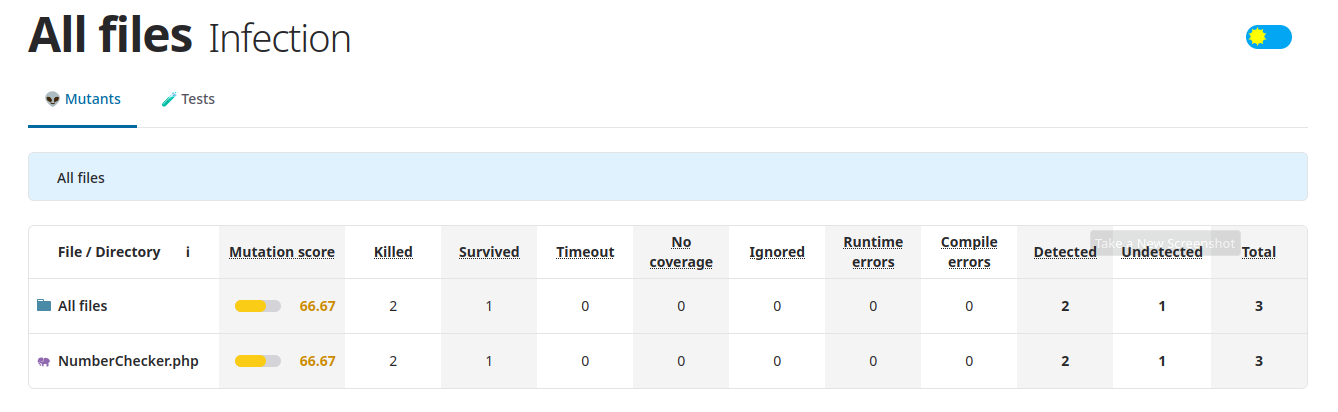 All files Infection
👽 Mutants 🧪 Tests
All files
File / Directory i Mutation score Killed Survived Timeout No coverage Ignored Runtime errors Compile errors Detected Undetected Total
Take a New Screenshot
All files 66.67 2 1 0 0 0 0 0 2 1 3
NumberChecker.php 66.67 2 1 0 0 0 0 0 2 1 3